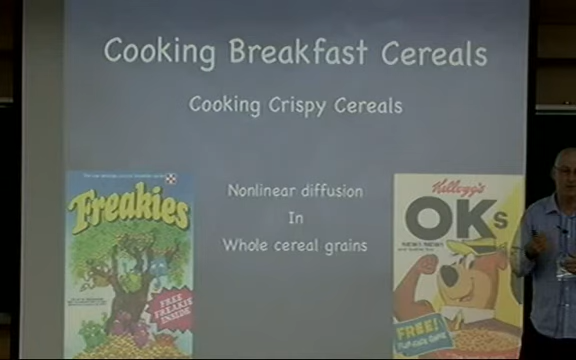 Cooking Breakfast Cereals
Cooking Crispy Cereals
Freakies
Nonlinear diffusion
In
Whole cereal grains
FREE
FREAKIE
INSIDE
Kellogg's
OKs
FREE!